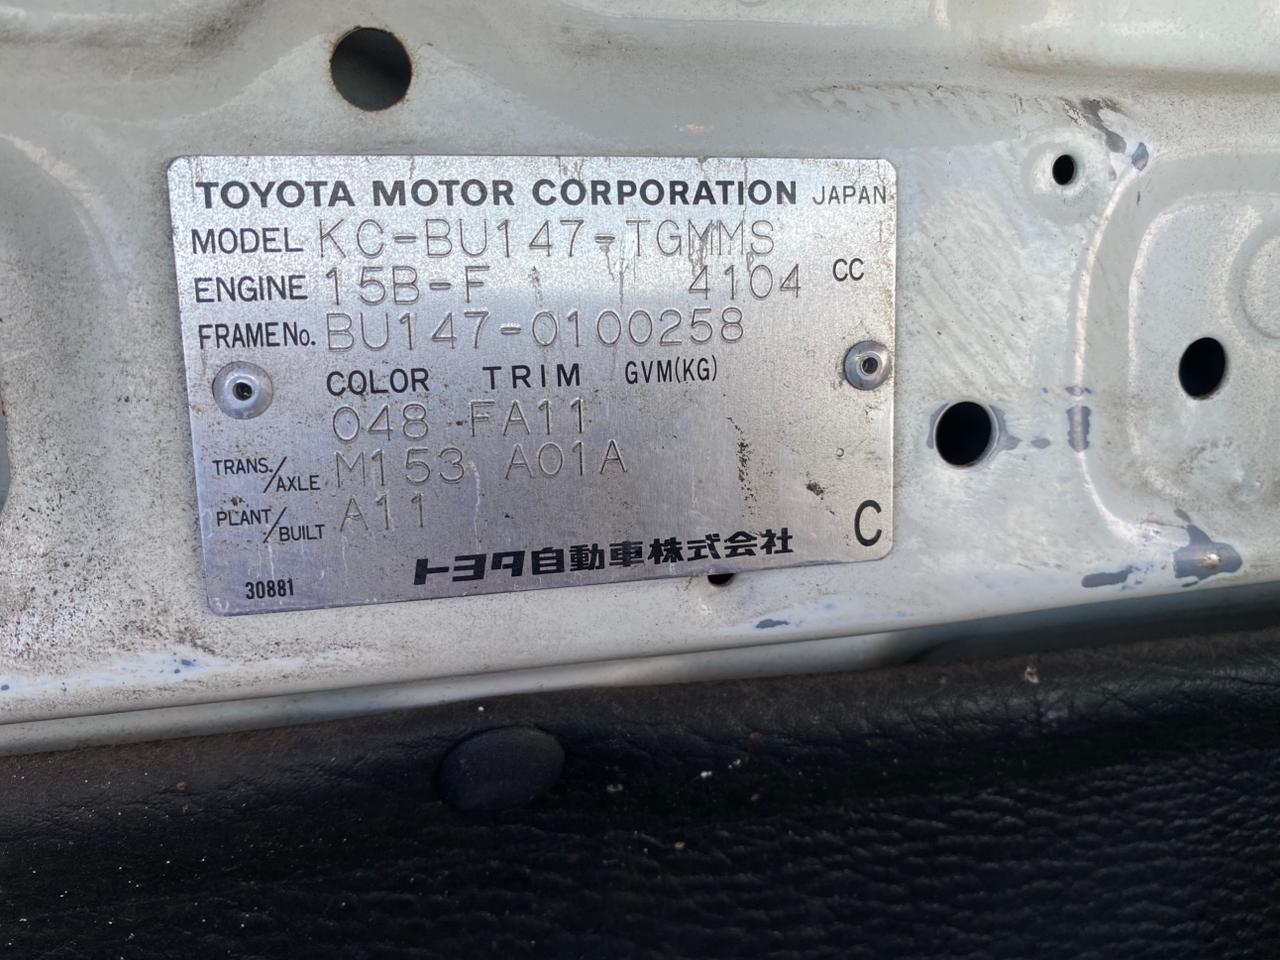 TOYOTA MOTOR CORPORATION JAPAN
MODEL KC-BU147-TGMMS
ENGINE 15B-F 4104 CC
FRAME No. BU147-0100258
COLOR TRIM GVM(KG)
048 FA11
TRANS./AXLE M153 A01A
PLANT/BUILT A11
C
トヨタ自動車株式会社
30881